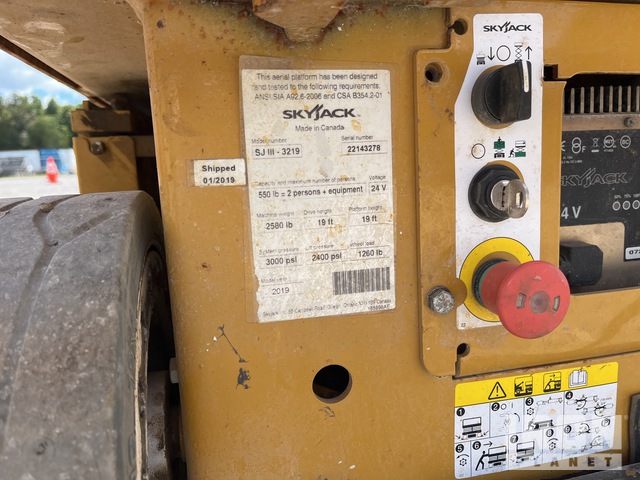 SKYJACK
This aerial platform has been designed
and tested to the following requirements:
ANSI/SIA A92.6-2006 and CSA B354.2-01
SKYJACK
Made in Canada
Model number Serial number
SJ III - 3219 22143278
Shipped
01/2019
Capacity and maximum number of persons Voltage
550 lb = 2 persons + equipment 24 V
Machine weight Drive height Platform height
2580 lb 19 ft 19 ft
System pressure Lift pressure Wheel load
3000 psi 2400 psi 1260 lb
Model year
2019
SKYJACK
24 V
PLANET